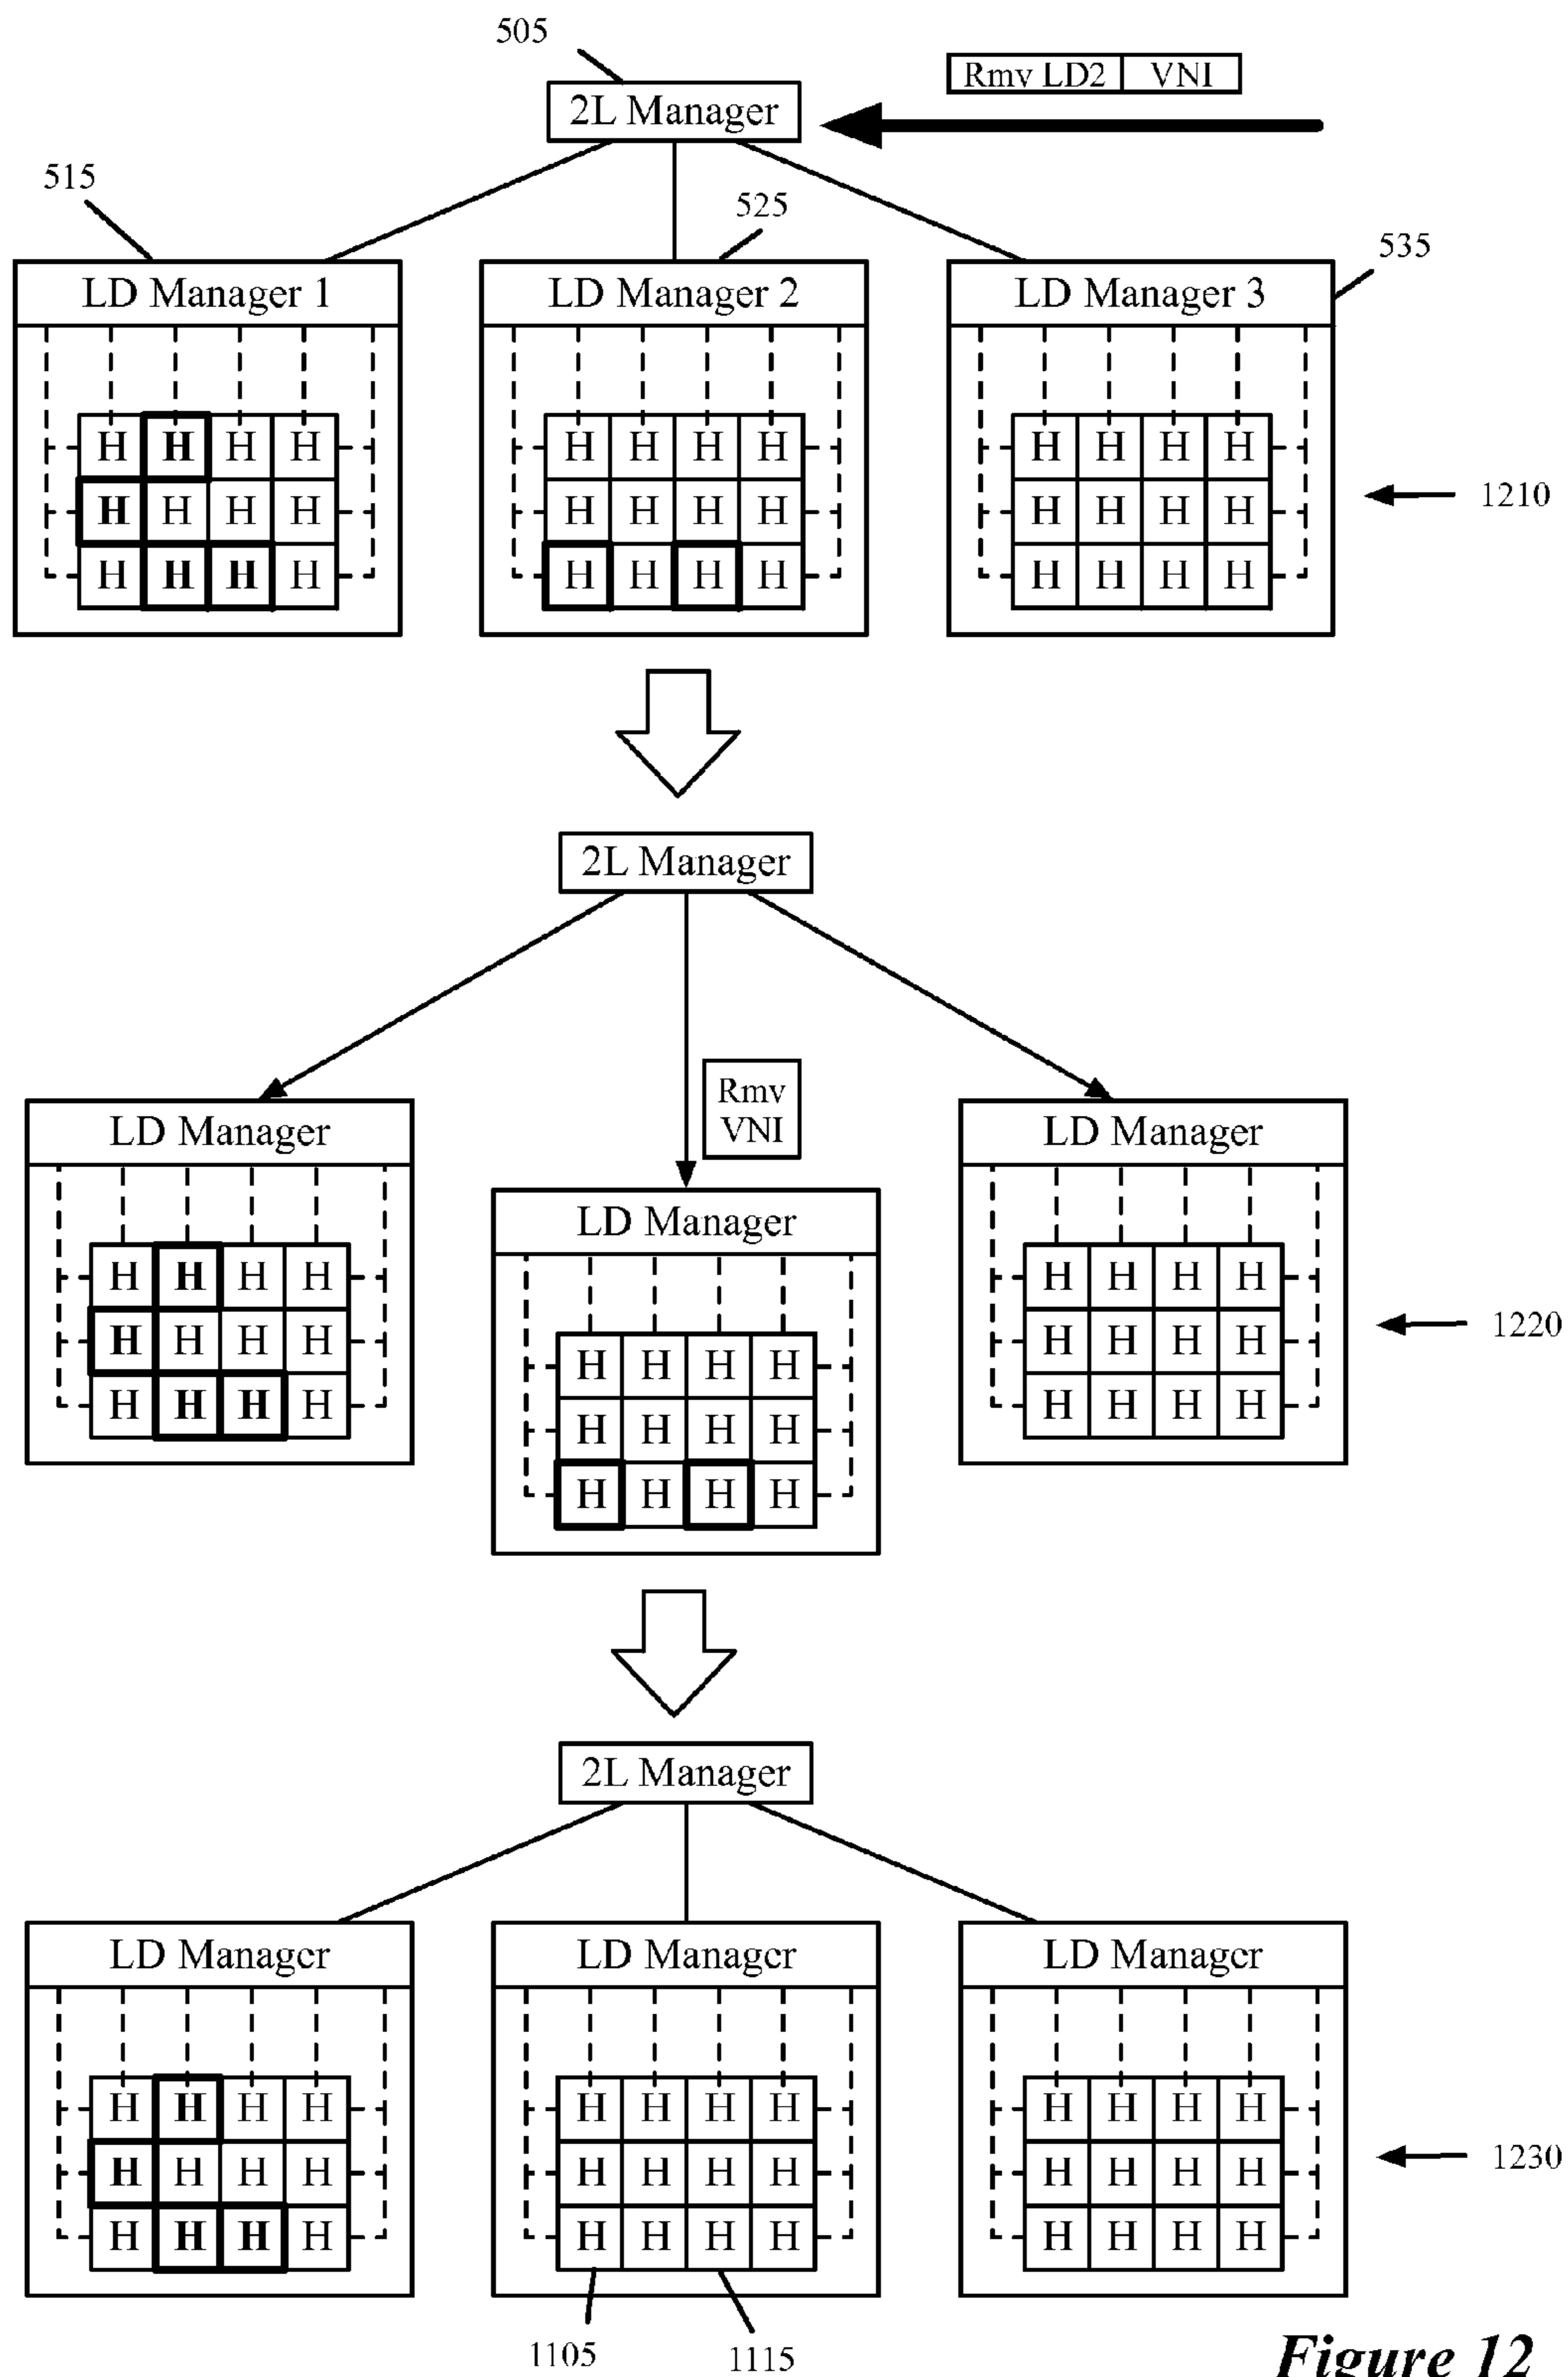 505
Rmv LD2 VNI
2L Manager
515
525
535
LD Manager 1
LD Manager 2
LD Manager 3
H H H H H H H H H H H H
H H H H H H H H H H H H
1210
H H H H H H H H H H H H
2L Manager
Rmv
VNI
LD Manager
LD Manager
LD Manager
H H H H
H H H H
H H H H
H H H H
H H H H
H H H H
H H H H
H H H H
H H H H
1220
2L Manager
LD Manager
LD Manager
LD Manager
H H H H H H H H H H H H
H H H H H H H H H H H H
1230
H H H H H H H H H H H H
1105
1115
Figure 12